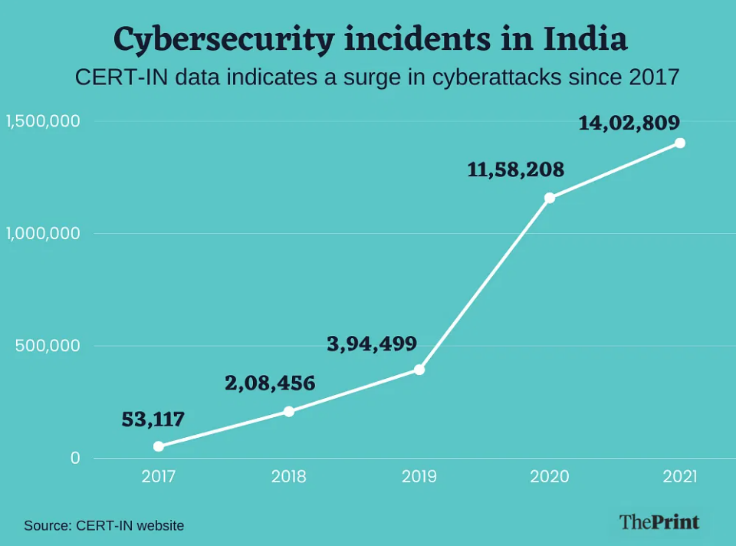 Cybersecurity incidents in India
CERT-IN data indicates a surge in cyberattacks since 2017
1,500,000
14,02,809
11,58,208
1,000,000
500,000
3,94,499
2,08,456
53,117
0
2017 2018 2019 2020 2021
Source: CERT-IN website
ThePrint